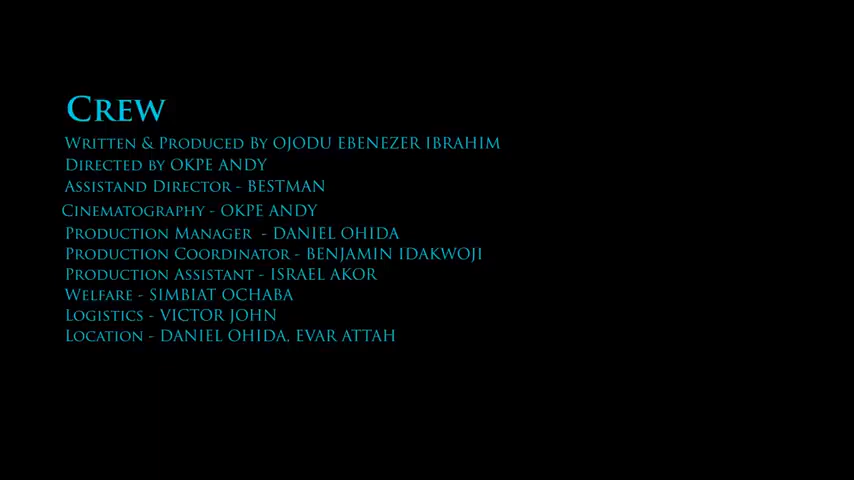 Crew
Written & Produced By OJODU EBENEZER IBRAHIM
Directed by OKPE ANDY
Assistand Director - BESTMAN
Cinematography - OKPE ANDY
Production Manager - DANIEL OHIDA
Production Coordinator - BENJAMIN IDAKWOJI
Production Assistant - ISRAEL AKOR
Welfare - SIMBIAT OCHABA
Logistics - VICTOR JOHN
Location - DANIEL OHIDA, EVAR ATTAH